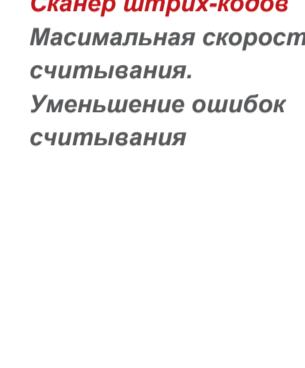 Сканер штрих-кодов
Масимальная скорост
считывания.
Уменьшение ошибок
считывания